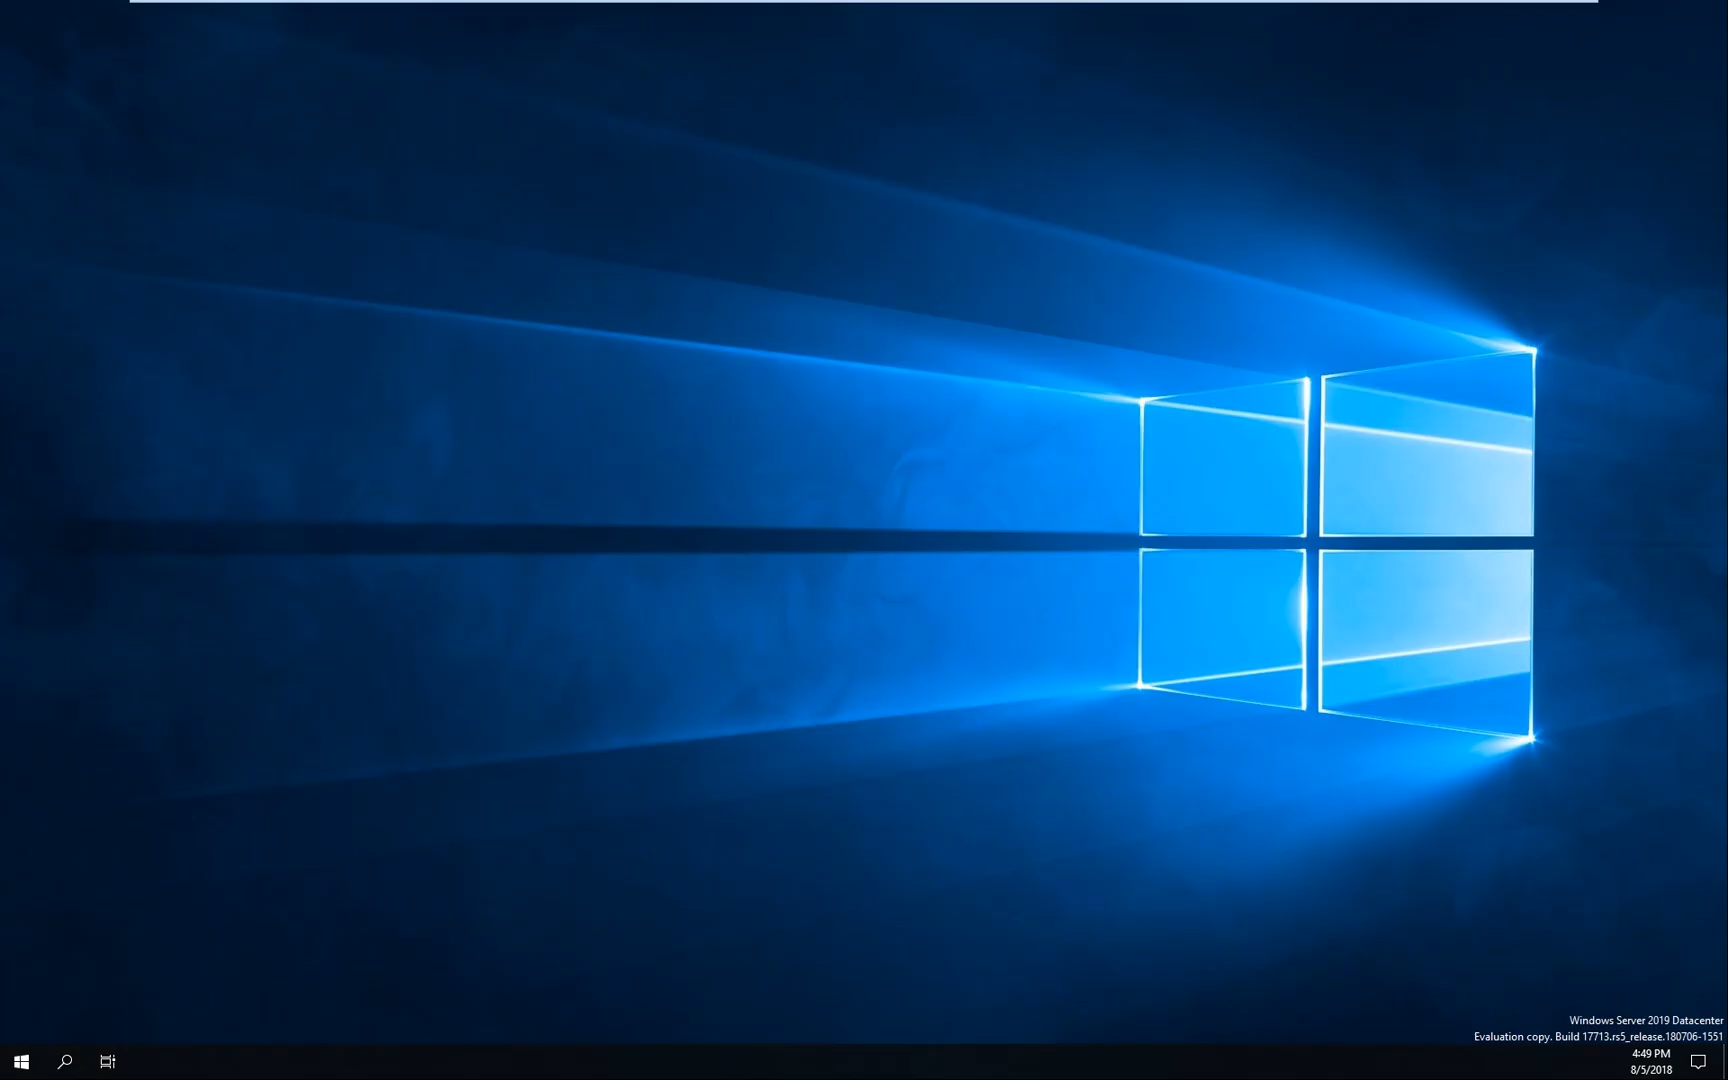 Windows Server 2019 Datacenter
Evaluation copy. Build 17713.rs5_release.180706-1551
4:49 PM
8/5/2018